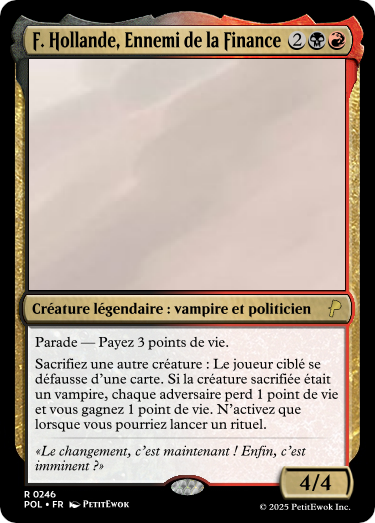 F. Hollande, Ennemi de la Finance 2
Créature légendaire : vampire et politicien
Parade — Payez 3 points de vie.
Sacrifiez une autre créature : Le joueur ciblé se
défausse d'une carte. Si la créature sacrifiée était
un vampire, chaque adversaire perd 1 point de vie
et vous gagnez 1 point de vie. N'activez que
lorsque vous pourriez lancer un rituel.
«Le changement, c'est maintenant ! Enfin, c'est
imminent ?»
4/4
R 0246
POL • FR PetitEwok
© 2025 PetitEwok Inc.